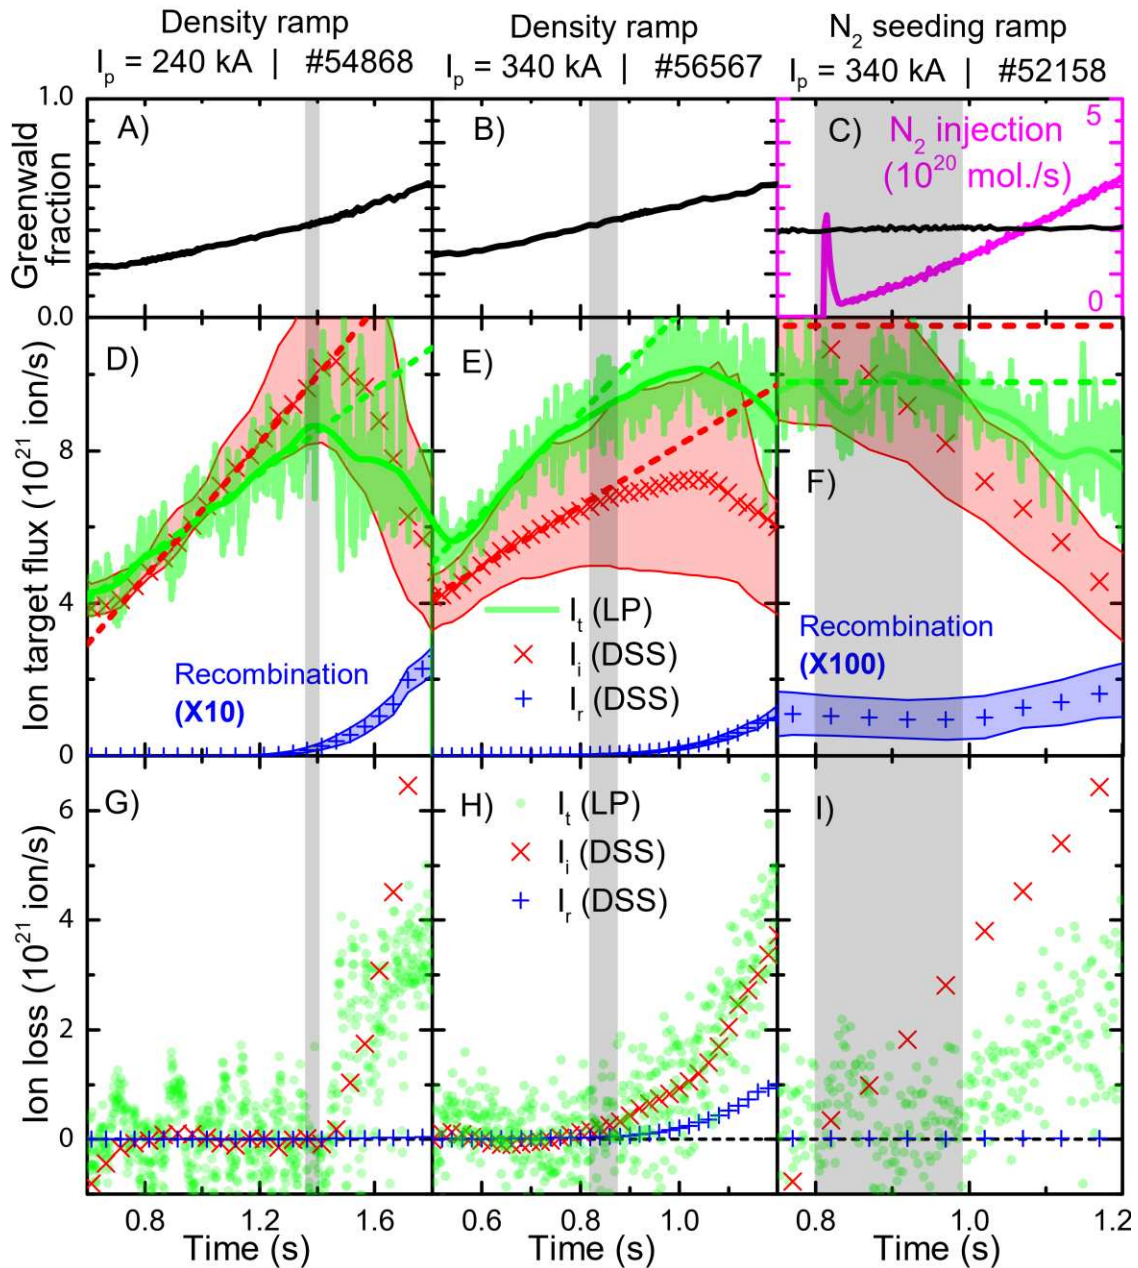 Density ramp
I_p = 240 kA | #54868
Density ramp
I_p = 340 kA | #56567
N_2 seeding ramp
I_p = 340 kA | #52158
Greenwald
fraction
1.0
0.0
A)
B)
C)
N_2 injection
(10^20 mol./s)
5
0
Ion target flux (10^21 ion/s)
8
4
0
D)
Recombination
(X10)
E)
I_t (LP)
I_i (DSS)
I_r (DSS)
F)
Recombination
(X100)
Ion loss (10^21 ion/s)
6
4
2
0
G)
H)
I_t (LP)
I_i (DSS)
I_r (DSS)
I)
0.8 1.2 1.6
0.6 0.8 1.0
0.8 1.0 1.2
Time (s)
Time (s)
Time (s)